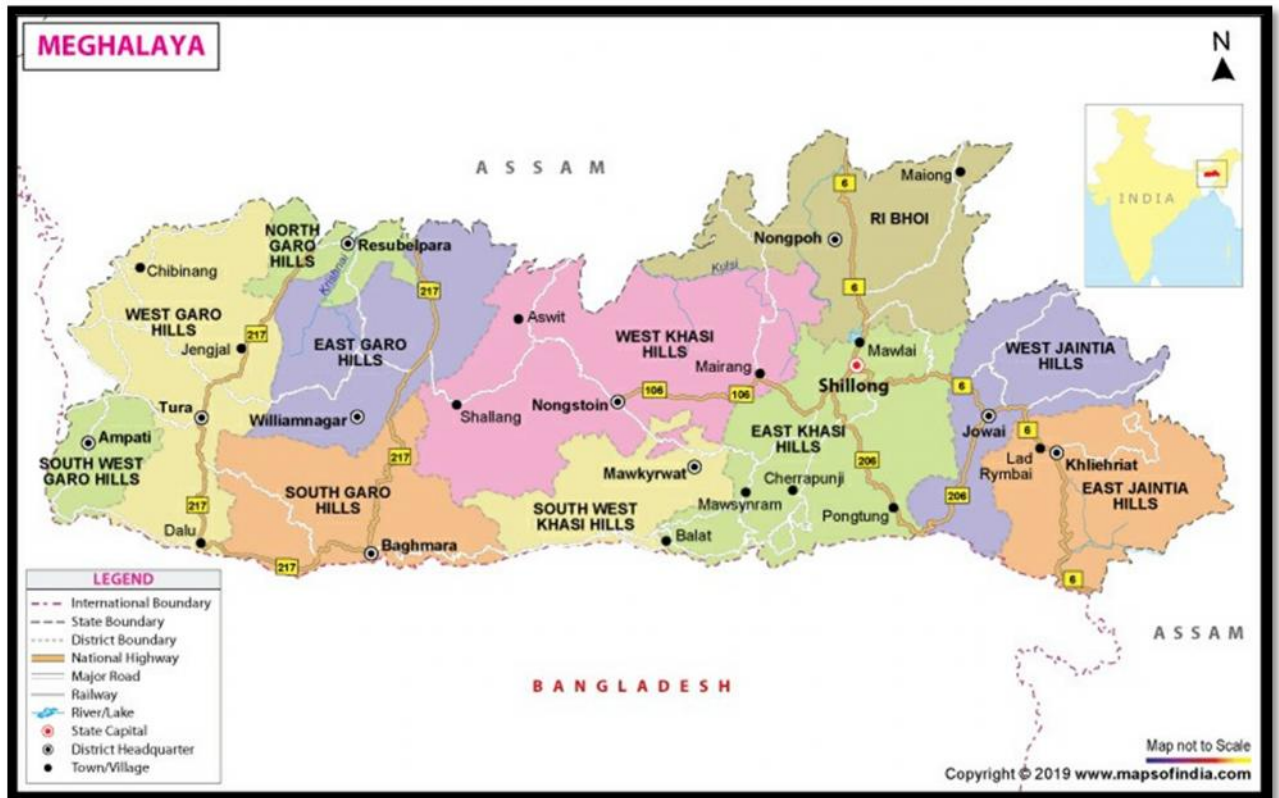 MEGHALAYA
N
ASSAM
INDIA
Maiong
6
RI BHOI
Nongpoh
NORTH
GARO
HILLS
Resubelpara
Krishnai
Kulsi
Chibinang
217
6
WEST GARO
HILLS
217
Aswit
EAST GARO
HILLS
Jengjal
WEST KHASI
HILLS
Mawlai
WEST JAINTIA
HILLS
Mairang
Shillong
106
106
6
Tura
Williamnagar
Shallang
Nongstoin
Jowai
6
Ampati
SOUTH WEST
GARO HILLS
EAST KHASI
HILLS
217
206
Lad
Rymbai
Khliehriat
Mawkyrwat
Cherrapunji
EAST JAINTIA
HILLS
SOUTH GARO
HILLS
217
SOUTH WEST
KHASI HILLS
Mawsynram
Pongtung
206
Dalu
Baghmara
Balat
217
6
LEGEND
International Boundary
State Boundary
District Boundary
National Highway
Major Road
Railway
River/Lake
State Capital
District Headquarter
Town/Village
ASSAM
BANGLADESH
Map not to Scale
Copyright © 2019 www.mapsofindia.com